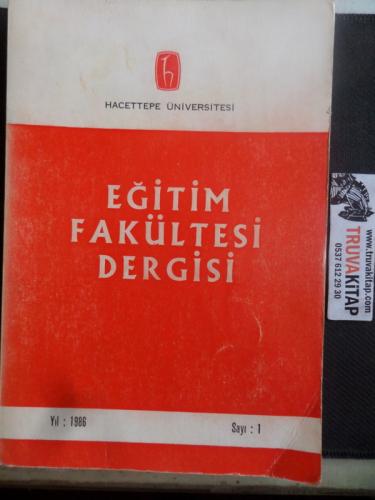 HACETTEPE ÜNİVERSİTESİ
EĞİTİM
FAKÜLTESİ
DERGİSİ
Yıl : 1986
Sayı : 1
www.truvakitap.com
TRUVAKİTAP
0537 612 29 30